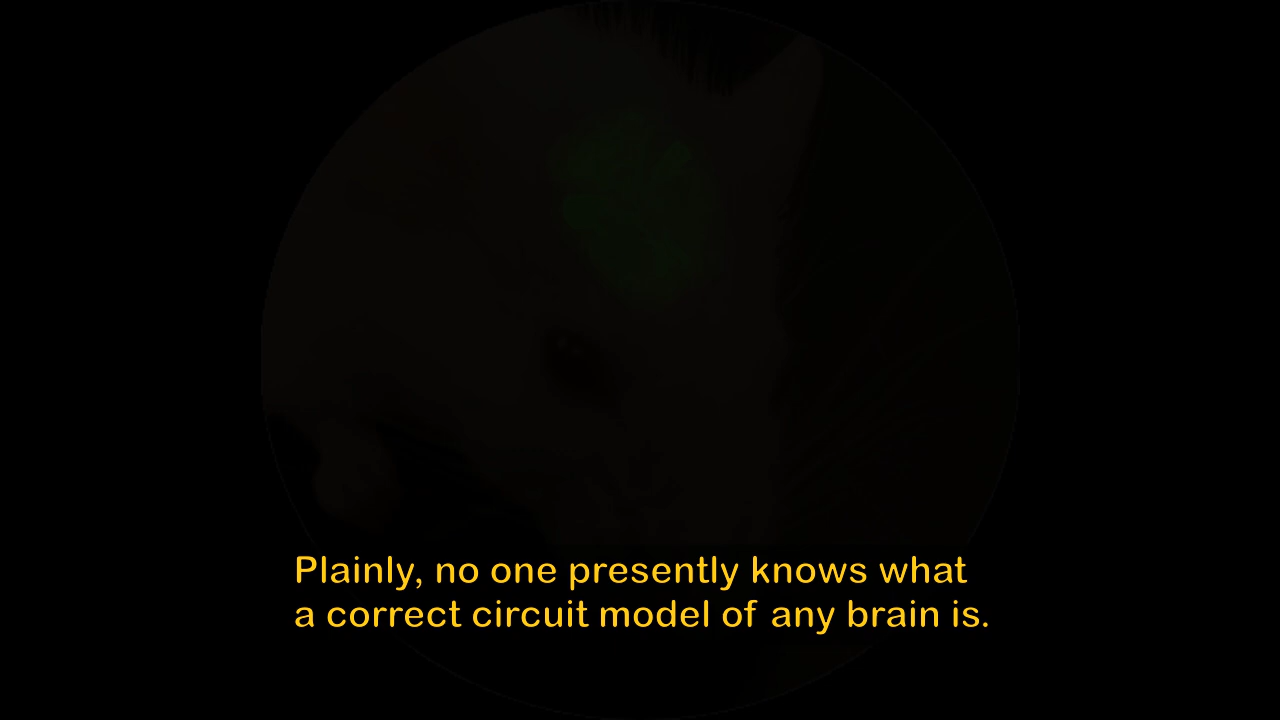 Plainly, no one presently knows what
a correct circuit model of any brain is.